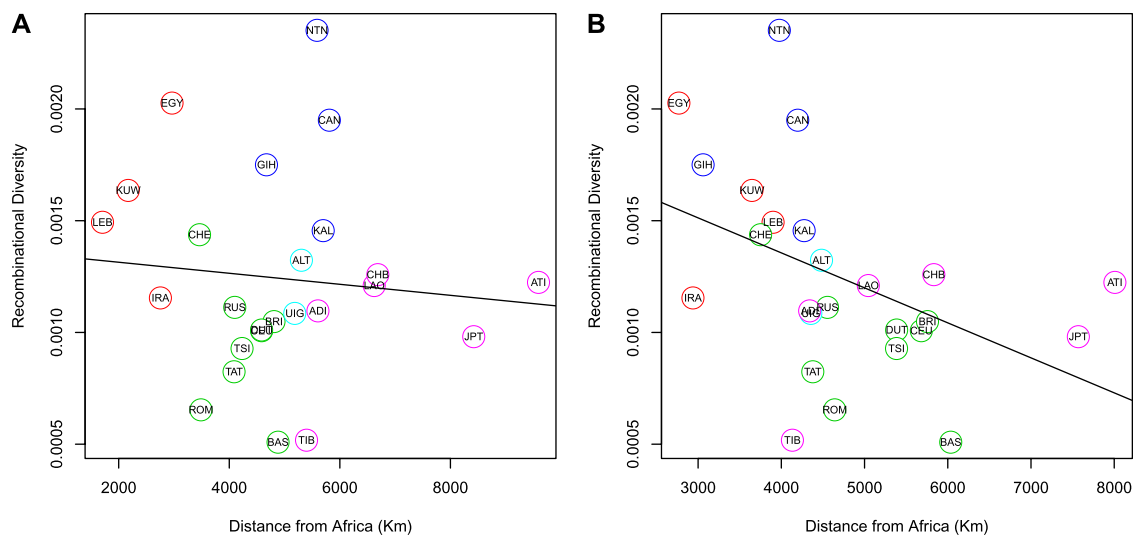 A
Recombinational Diversity
0.0020
0.0015
0.0010
0.0005
NTN
EGY
CAN
GIH
KUW
LEB
KAL
CHE
ALT
CHB
LAO
ATI
IRA
RUS
ADI
UIG
BRI
CEU
JPT
TSI
TAT
ROM
TIB
BAS
2000 4000 6000 8000
Distance from Africa (Km)
B
Recombinational Diversity
0.0020
0.0015
0.0010
0.0005
NTN
EGY
CAN
GIH
KUW
LEB
KAL
CHE
ALT
CHB
ATI
LAO
IRA
RUS
ADI
UIG
BRI
DUT CEU
JPT
TSI
TAT
ROM
TIB
BAS
3000 4000 5000 6000 7000 8000
Distance from Africa (Km)